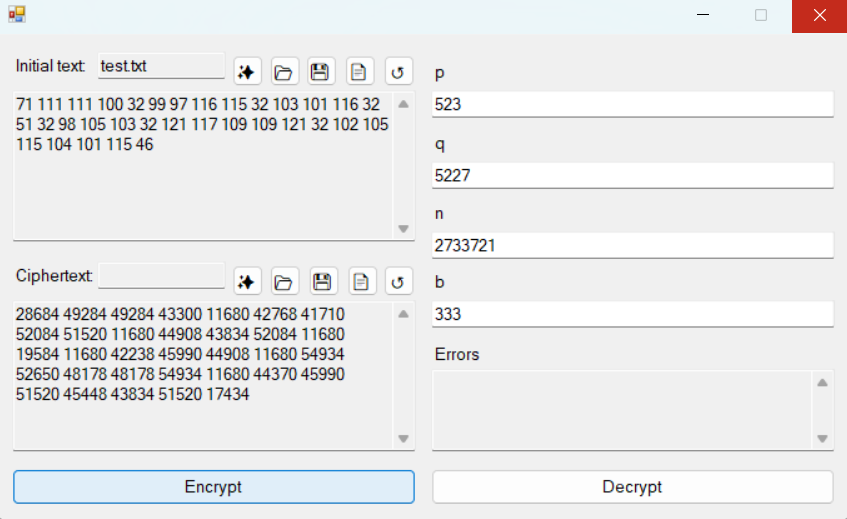 Initial text: test.txt
71 111 111 100 32 99 97 116 115 32 103 101 116 32
51 32 98 105 103 32 121 117 109 109 121 32 102 105
115 104 101 115 46
Ciphertext:
28684 49284 49284 43300 11680 42768 41710
52084 51520 11680 44908 43834 52084 11680
19584 11680 42238 45990 44908 11680 54934
52650 48178 48178 54934 11680 44370 45990
51520 45448 43834 51520 17434
Encrypt
p
523
q
5227
n
2733721
b
333
Errors
Decrypt